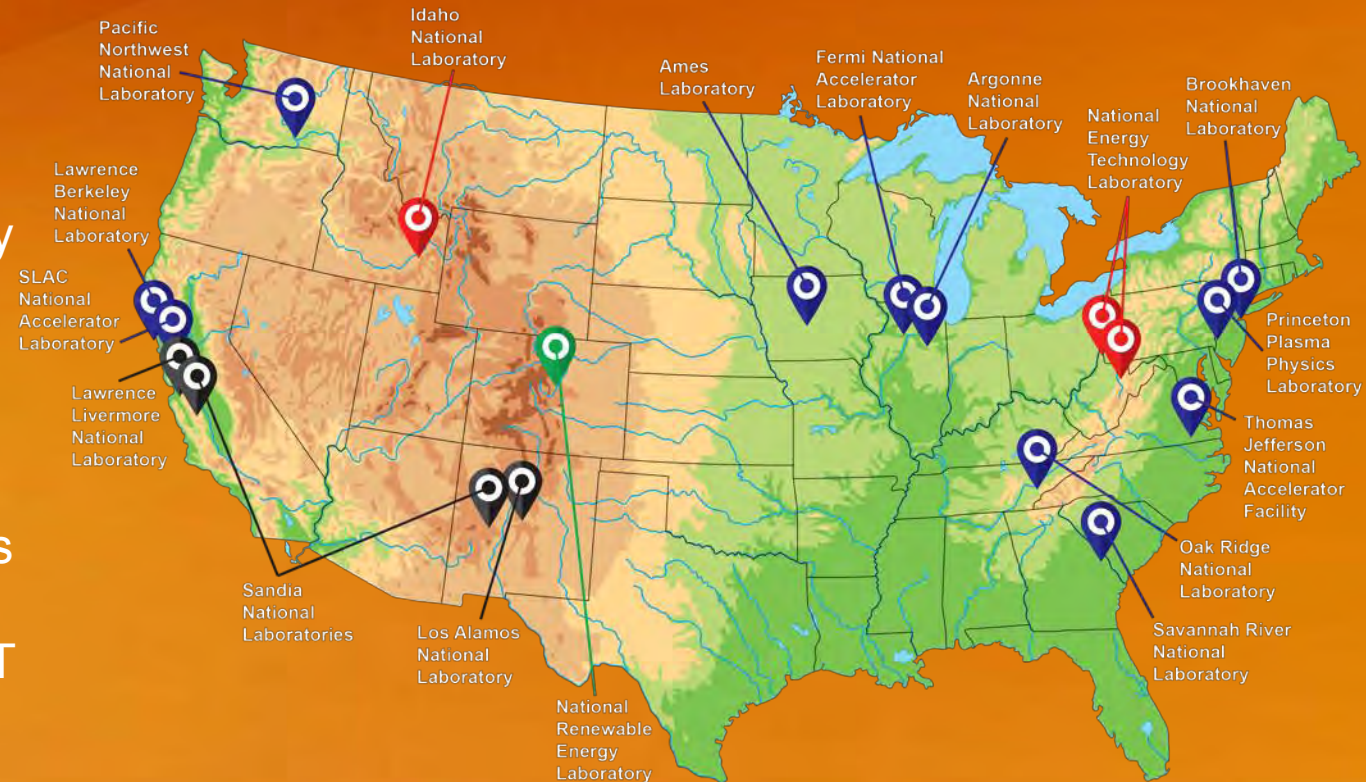 Pacific
Northwest
National
Laboratory
Idaho
National
Laboratory
Ames
Laboratory
Fermi National
Accelerator
Laboratory
Argonne
National
Laboratory
National
Energy
Technology
Laboratory
Brookhaven
National
Laboratory
Lawrence
Berkeley
National
Laboratory
y
SLAC
National
Accelerator
Laboratory
Lawrence
Livermore
National
Laboratory
Princeton
Plasma
Physics
Laboratory
Thomas
Jefferson
National
Accelerator
Facility
s
Oak Ridge
National
Laboratory
Sandia
National
Laboratories
Los Alamos
National
Laboratory
Savannah River
National
Laboratory
T
National
Renewable
Energy
Laboratory